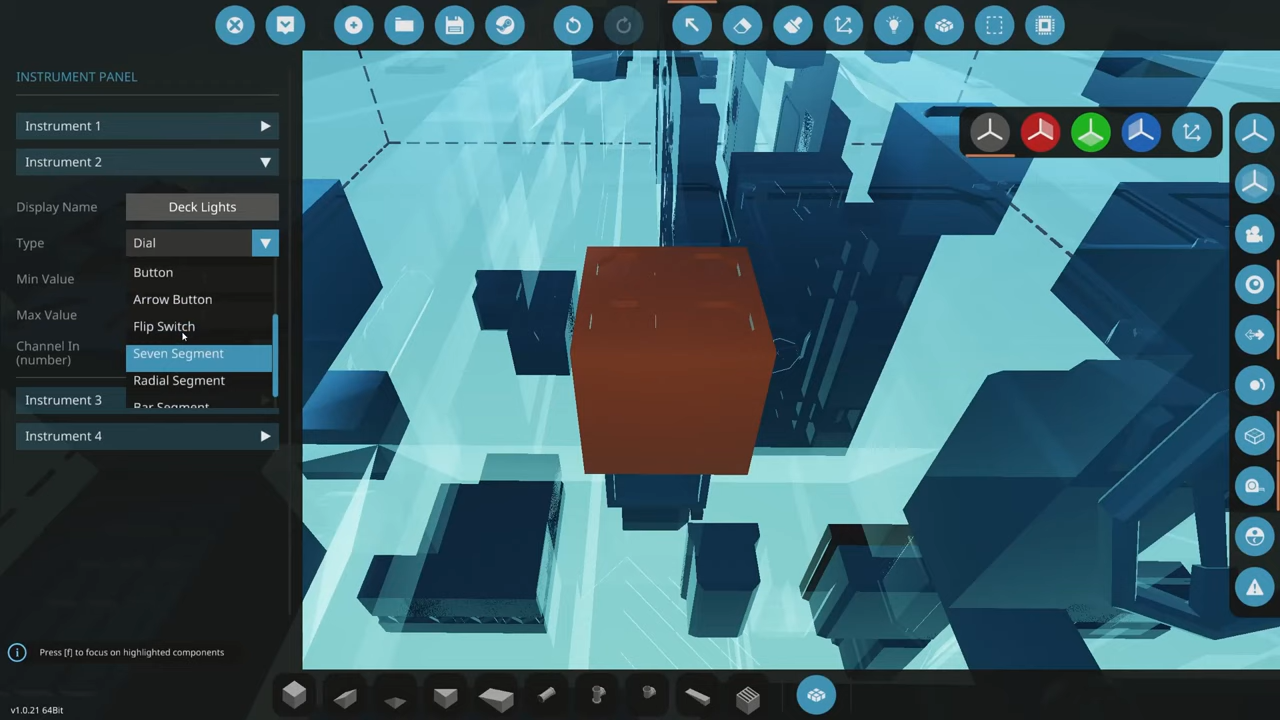 INSTRUMENT PANEL
Instrument 1
Instrument 2
Display Name
Deck Lights
Type
Dial
Min Value
Button
Arrow Button
Max Value
Flip Switch
Channel In
(number)
Seven Segment
Radial Segment
Instrument 3
Bar Segment
Instrument 4
Press [f] to focus on highlighted components
v1.0.21 64Bit